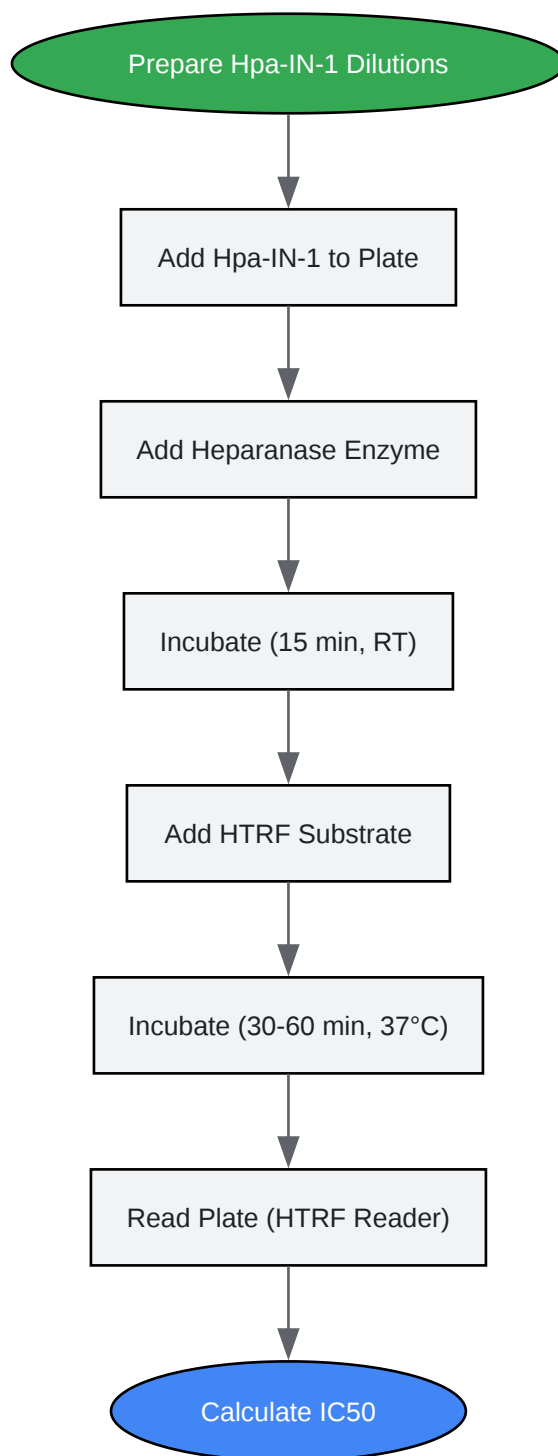 Prepare Hpa-IN-1 Dilutions
Add Hpa-IN-1 to Plate
Add Heparanase Enzyme
Incubate (15 min, RT)
Add HTRF Substrate
Incubate (30-60 min, 37°C)
Read Plate (HTRF Reader)
Calculate IC50